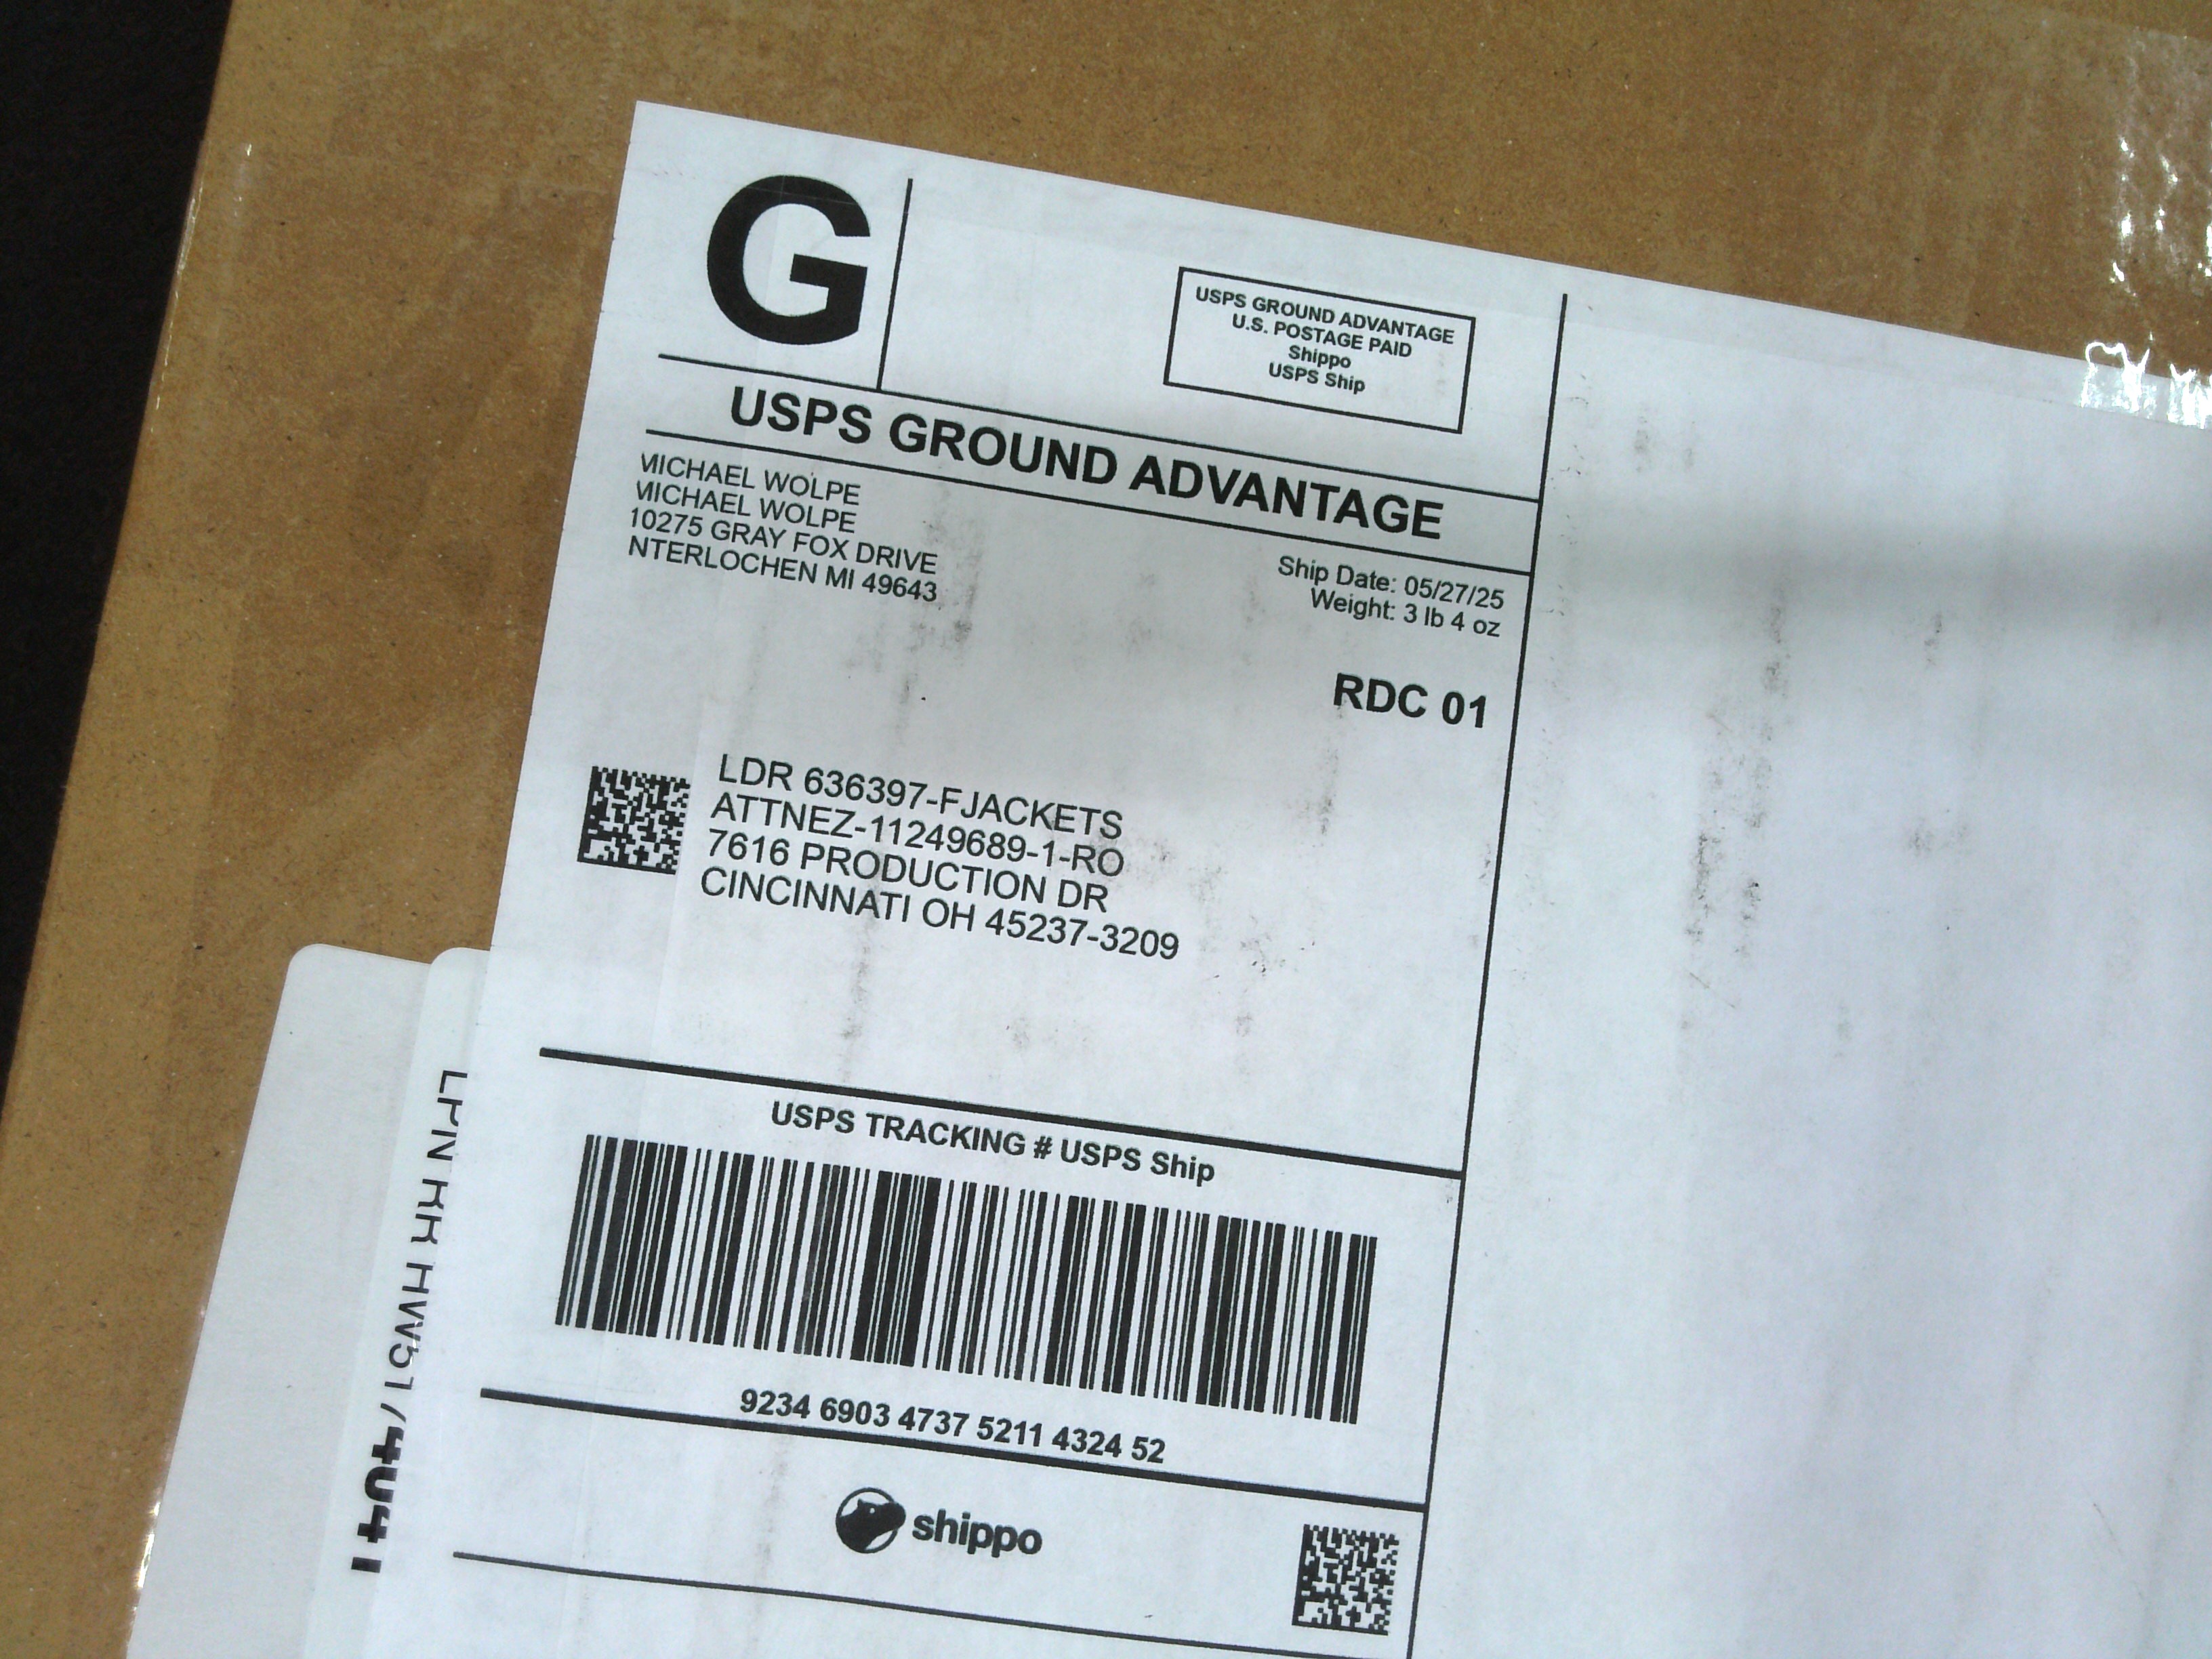 G
USPS GROUND ADVANTAGE
U.S. POSTAGE PAID
Shippo
USPS Ship
USPS GROUND ADVANTAGE
MICHAEL WOLPE
MICHAEL WOLPE
10275 GRAY FOX DRIVE
NTERLOCHEN MI 49643
Ship Date: 05/27/25
Weight: 3 lb 4 oz
RDC 01
LDR 636397-FJACKETS
ATTNEZ-11249689-1-RO
7616 PRODUCTION DR
CINCINNATI OH 45237-3209
USPS TRACKING # USPS Ship
9234 6903 4737 5211 4324 52
shippo
LPN